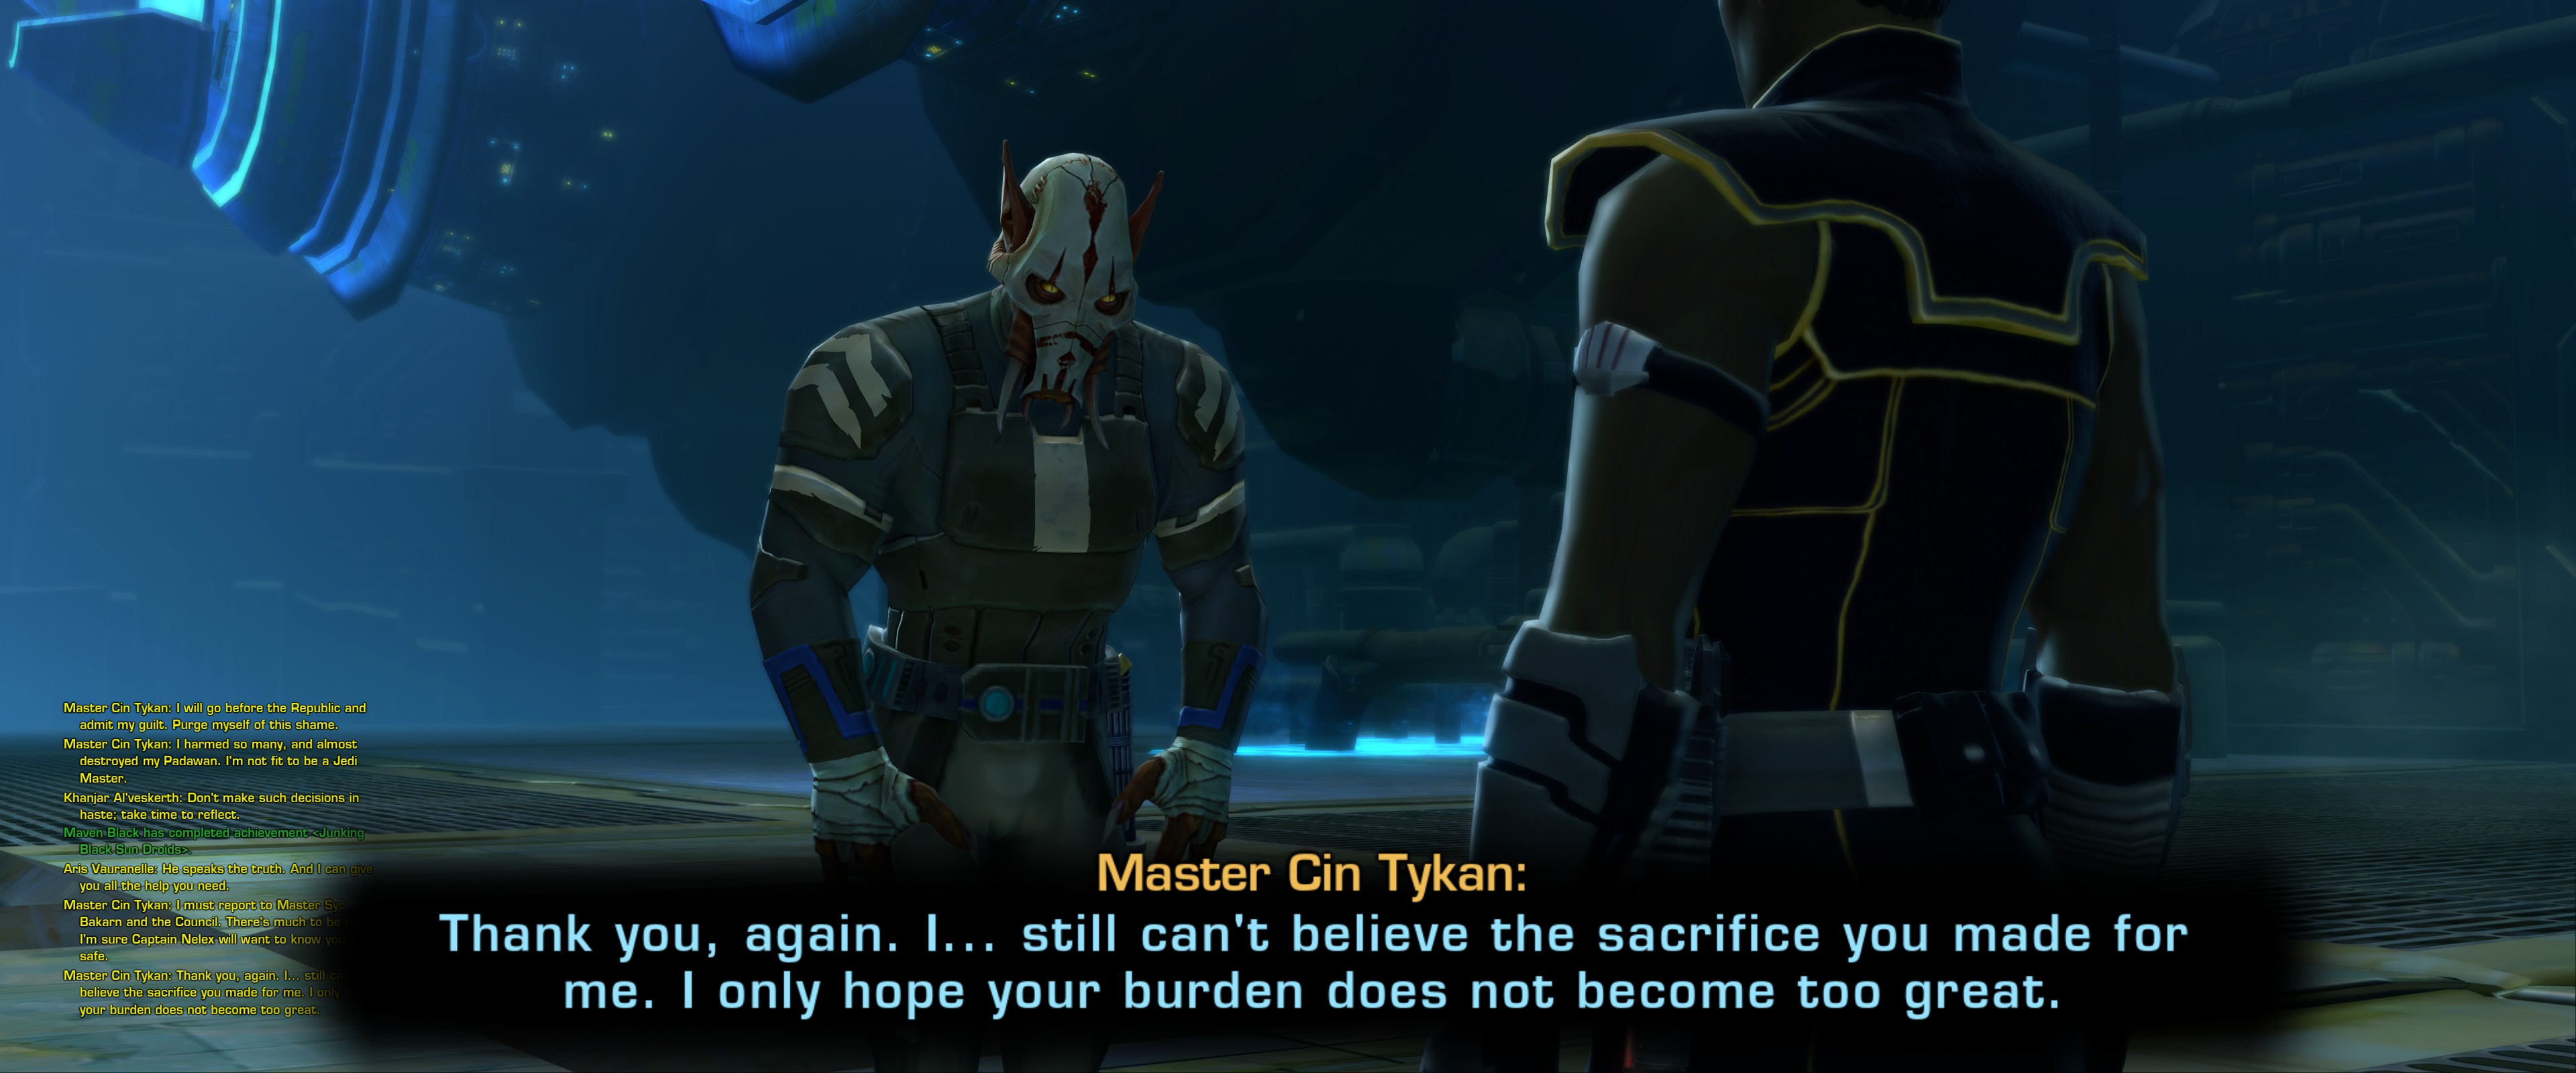 Master Cin Tykan: I will go before the Republic and
admit my guilt. Purge myself of this shame.
Master Cin Tykan: I harmed so many, and almost
destroyed my Padawan. I'm not fit to be a Jedi
Master.
Khanjar Al'veskerth: Don't make such decisions in
haste; take time to reflect.
Maven Black has completed achievement <Junking
Black Sun Droids>.
Aris Vauranelle: He speaks the truth. And I can give
you all the help you need.
Master Cin Tykan: I must report to Master
Bakarn and the Council. There's much to be
I'm sure Captain Nelex will want to know
safe.
Master Cin Tykan: Thank you, again. I... still
believe the sacrifice you made for me. I only
your burden does not become too great.
Master Cin Tykan:
Thank you, again. I... still can't believe the sacrifice you made for
me. I only hope your burden does not become too great.